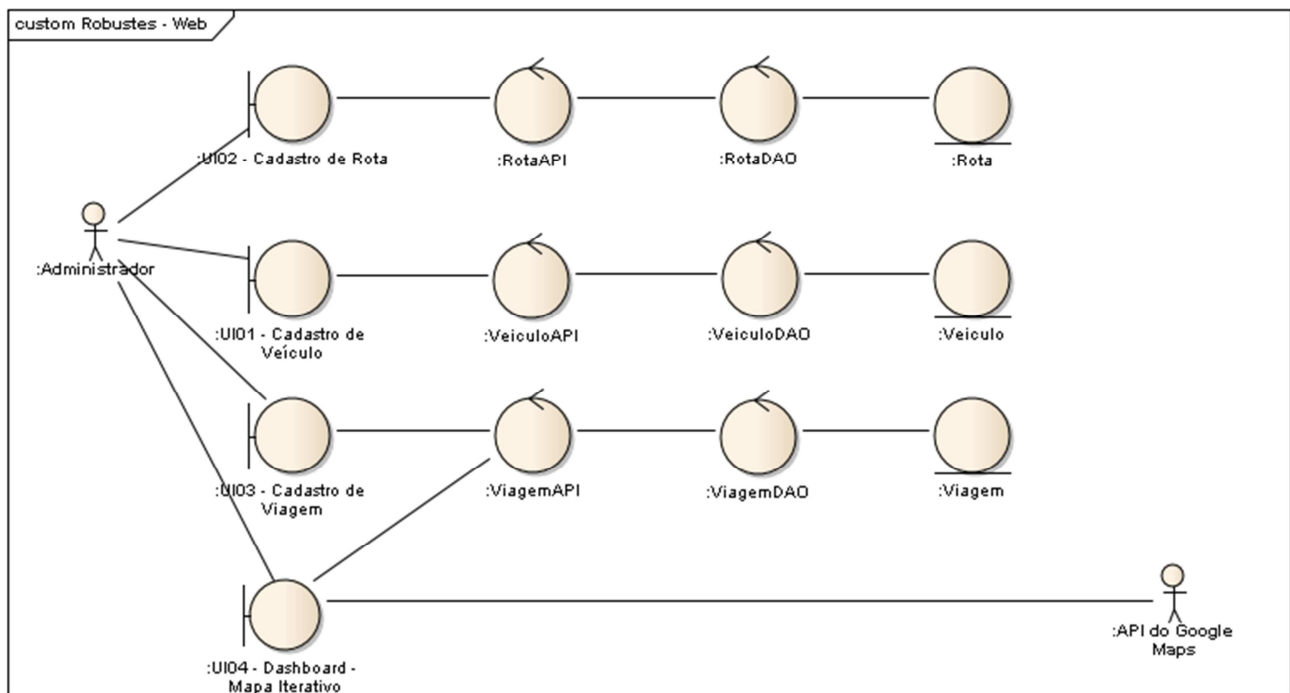 custom Robustes - Web
:UI02 - Cadastro de Rota
:RotaAPI
:RotaDAO
:Rota
:Administrador
:UI01 - Cadastro de
Veículo
:VeiculoAPI
:VeiculoDAO
:Veiculo
:UI03 - Cadastro de
Viagem
:ViagemAPI
:ViagemDAO
:Viagem
:UI04 - Dashboard -
Mapa Iterativo
:API do Google
Maps